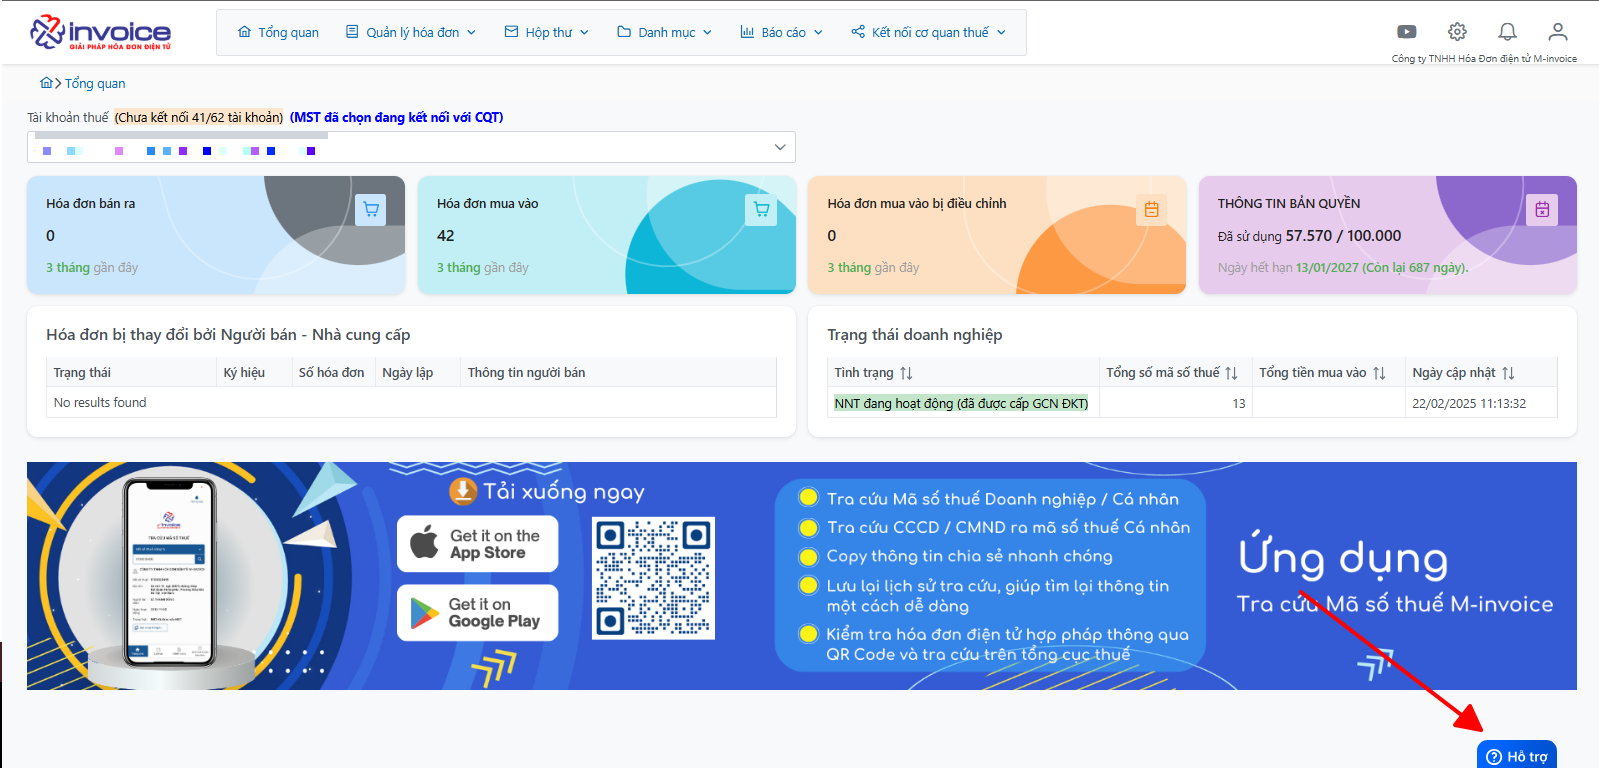 invoice
GIẢI PHÁP HÓA ĐƠN ĐIỆN TỬ
Tổng quan
Quản lý hóa đơn
Hộp thư
Danh mục
Báo cáo
Kết nối cơ quan thuế
Công ty TNHH Hóa Đơn điện tử M-invoice
Tổng quan
Tài khoản thuế (Chưa kết nối 41/62 tài khoản) (MST đã chọn đang kết nối với CQT)
Hóa đơn bán ra
0
3 tháng gần đây
Hóa đơn mua vào
42
3 tháng gần đây
Hóa đơn mua vào bị điều chỉnh
0
3 tháng gần đây
THÔNG TIN BẢN QUYỀN
Đã sử dụng 57.570 / 100.000
Ngày hết hạn 13/01/2027 (Còn lại 687 ngày).
Hóa đơn bị thay đổi bởi Người bán - Nhà cung cấp
Trạng thái Ký hiệu Số hóa đơn Ngày lập Thông tin người bán
No results found
Trạng thái doanh nghiệp
Tình trạng Tổng số mã số thuế Tổng tiền mua vào Ngày cập nhật
NNT đang hoạt động (đã được cấp GCN ĐKT) 13 22/02/2025 11:13:32
invoice
TRA CỨU MÃ SỐ THUẾ
Tải xuống ngay
Get it on the
App Store
Get it on
Google Play
Tra cứu Mã số thuế Doanh nghiệp / Cá nhân
Tra cứu CCCD / CMND ra mã số thuế Cá nhân
Copy thông tin chia sẻ nhanh chóng
Lưu lại lịch sử tra cứu, giúp tìm lại thông tin
một cách dễ dàng
Kiểm tra hóa đơn điện tử hợp pháp thông qua
QR Code và tra cứu trên tổng cục thuế
Ứng dụng
Tra cứu Mã số thuế M-invoice
Hỗ trợ